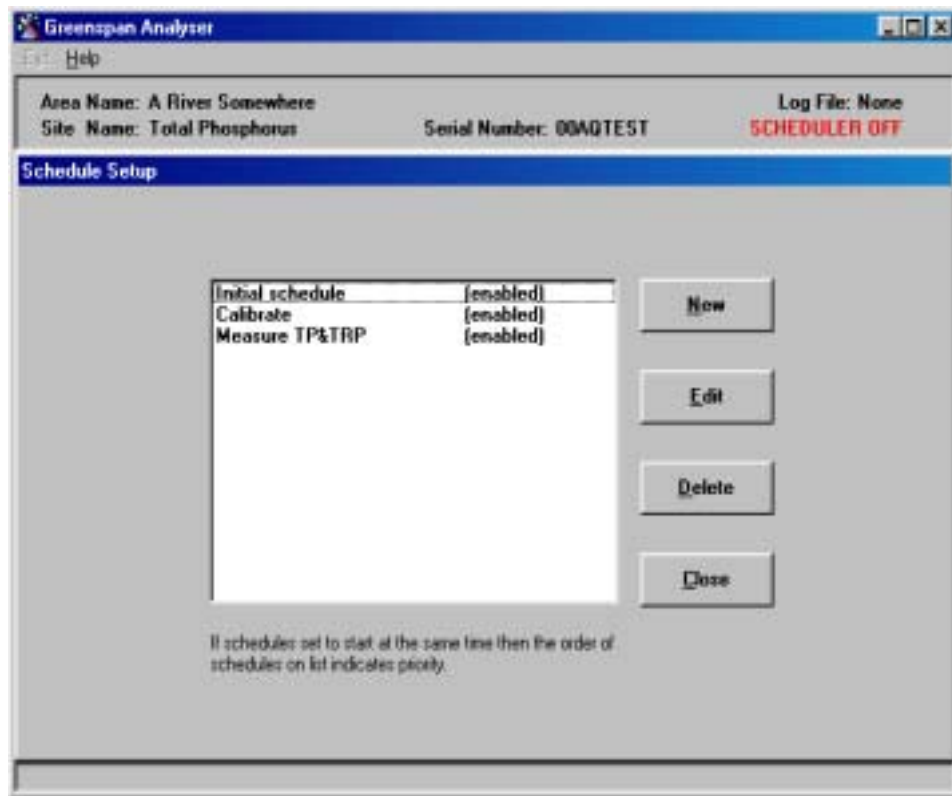 Greenspan Analyser
Exit Help
Area Name: A River Somewhere
Log File: None
Site Name: Total Phosphorus
Serial Number: 00AQTEST
SCHEDULER OFF
Schedule Setup
Initial schedule (enabled)
Calibrate (enabled)
Measure TP&TRP (enabled)
New
Edit
Delete
Close
If schedules set to start at the same time then the order of
schedules on list indicates priority.